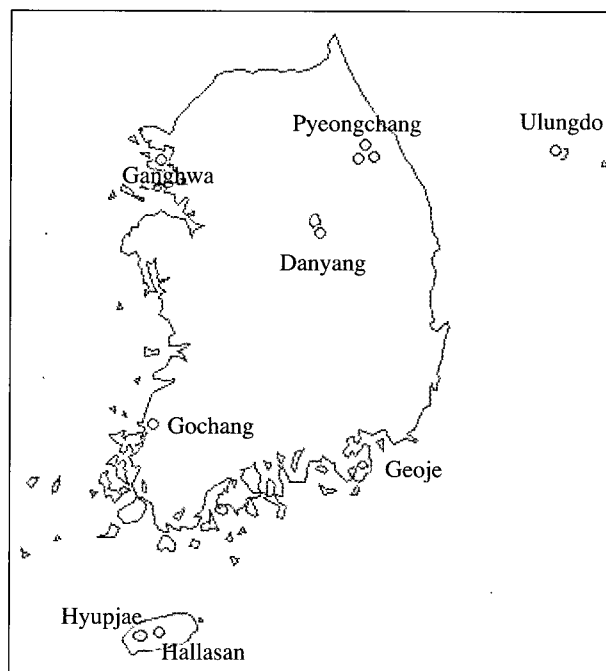 Pyeongchang
Ulungdo
Ganghwa
Danyang
Gochang
Geoje
Hyupjae
Hallasan